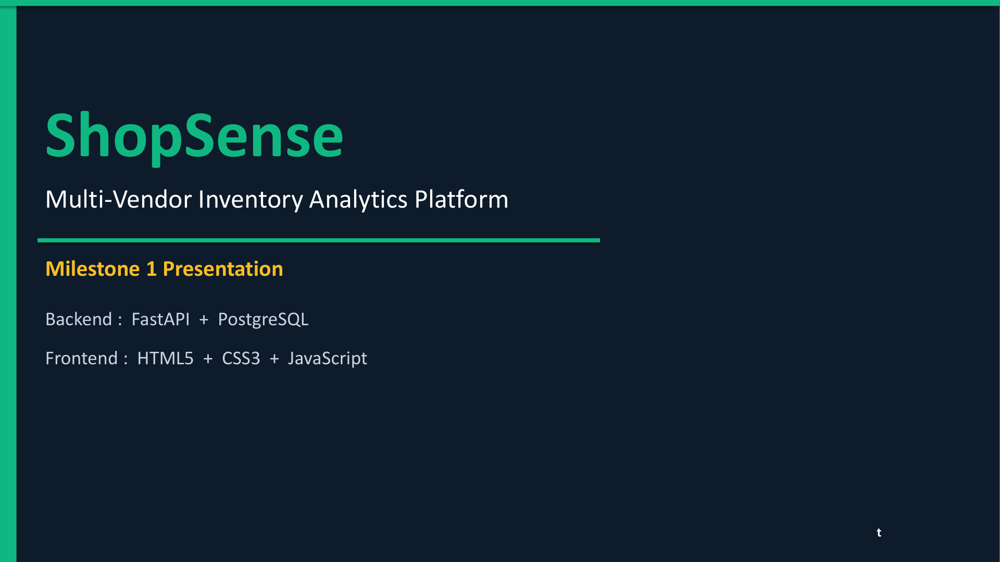 ShopSense
Multi-Vendor Inventory Analytics Platform
Milestone 1 Presentation
Backend :  FastAPI  +  PostgreSQL
Frontend :  HTML5  +  CSS3  +  JavaScript
t